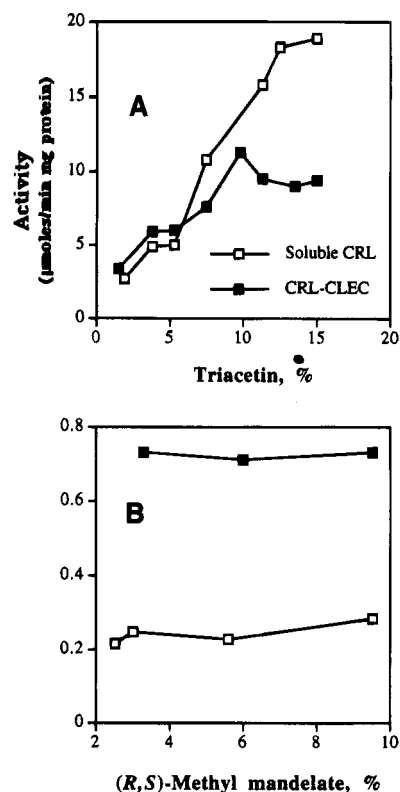 20
A
15
10
5
0
Activity
(µmoles/min mg protein)
Soluble CRL
CRL-CLEC
0 5 10 15 20
Triacetin, %
0.8
B
0.6
0.4
0.2
0
2 4 6 8 10
(R,S)-Methyl mandelate, %